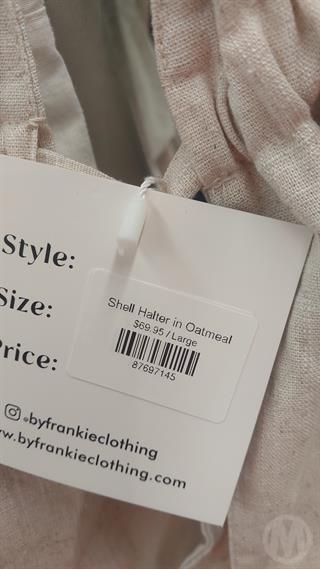 Style:
Size:
Price:
Shell Halter in Oatmeal
$69.95 / Large
87697145
@byfrankieclothing
www.byfrankieclothing.com
M